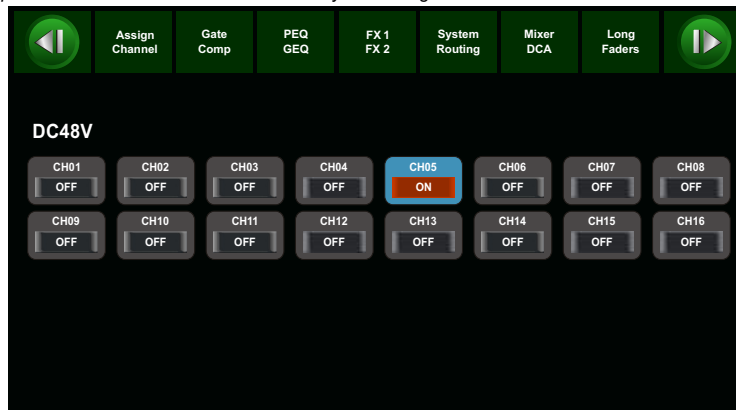 Assign Channel
Gate Comp
PEQ GEQ
FX 1 FX 2
System Routing
Mixer DCA
Long Faders
DC48V
CH01 CH02 CH03 CH04 CH05 CH06 CH07 CH08
OFF OFF OFF OFF ON OFF OFF OFF
CH09 CH10 CH11 CH12 CH13 CH14 CH15 CH16
OFF OFF OFF OFF OFF OFF OFF OFF